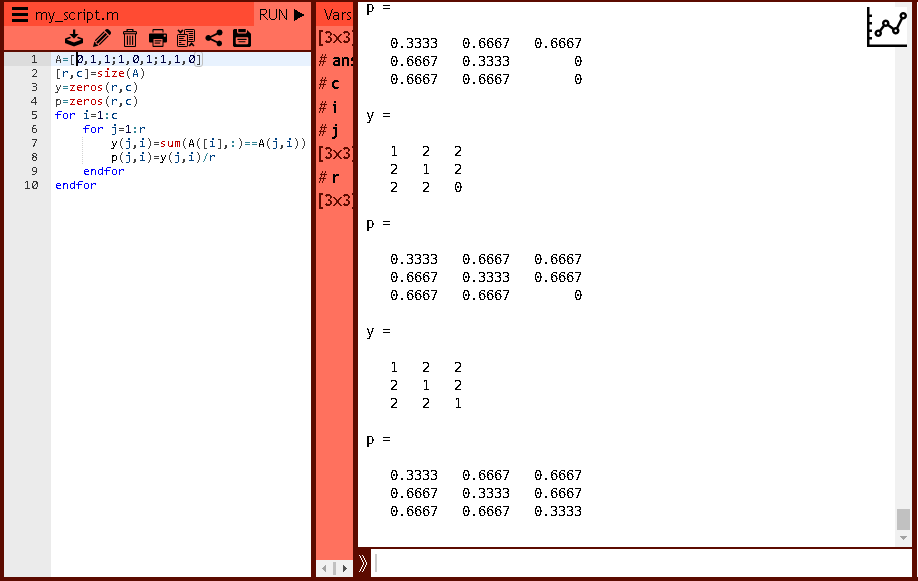 my_script.m RUN
1 A=[0,1,1;1,0,1;1,1,0]
2 [r,c]=size(A)
3 y=zeros(r,c)
4 p=zeros(r,c)
5 for i=1:c
6 for j=1:r
7 y(j,i)=sum(A([i],:)==A(j,i))
8 p(j,i)=y(j,i)/r
9 endfor
10 endfor
Vars
[3x3]
# ans
# c
# i
# j
[3x3]
# r
[3x3]
p =
0.3333 0.6667 0.6667
0.6667 0.3333 0
0.6667 0.6667 0
y =
1 2 2
2 1 2
2 2 0
p =
0.3333 0.6667 0.6667
0.6667 0.3333 0.6667
0.6667 0.6667 0
y =
1 2 2
2 1 2
2 2 1
p =
0.3333 0.6667 0.6667
0.6667 0.3333 0.6667
0.6667 0.6667 0.3333